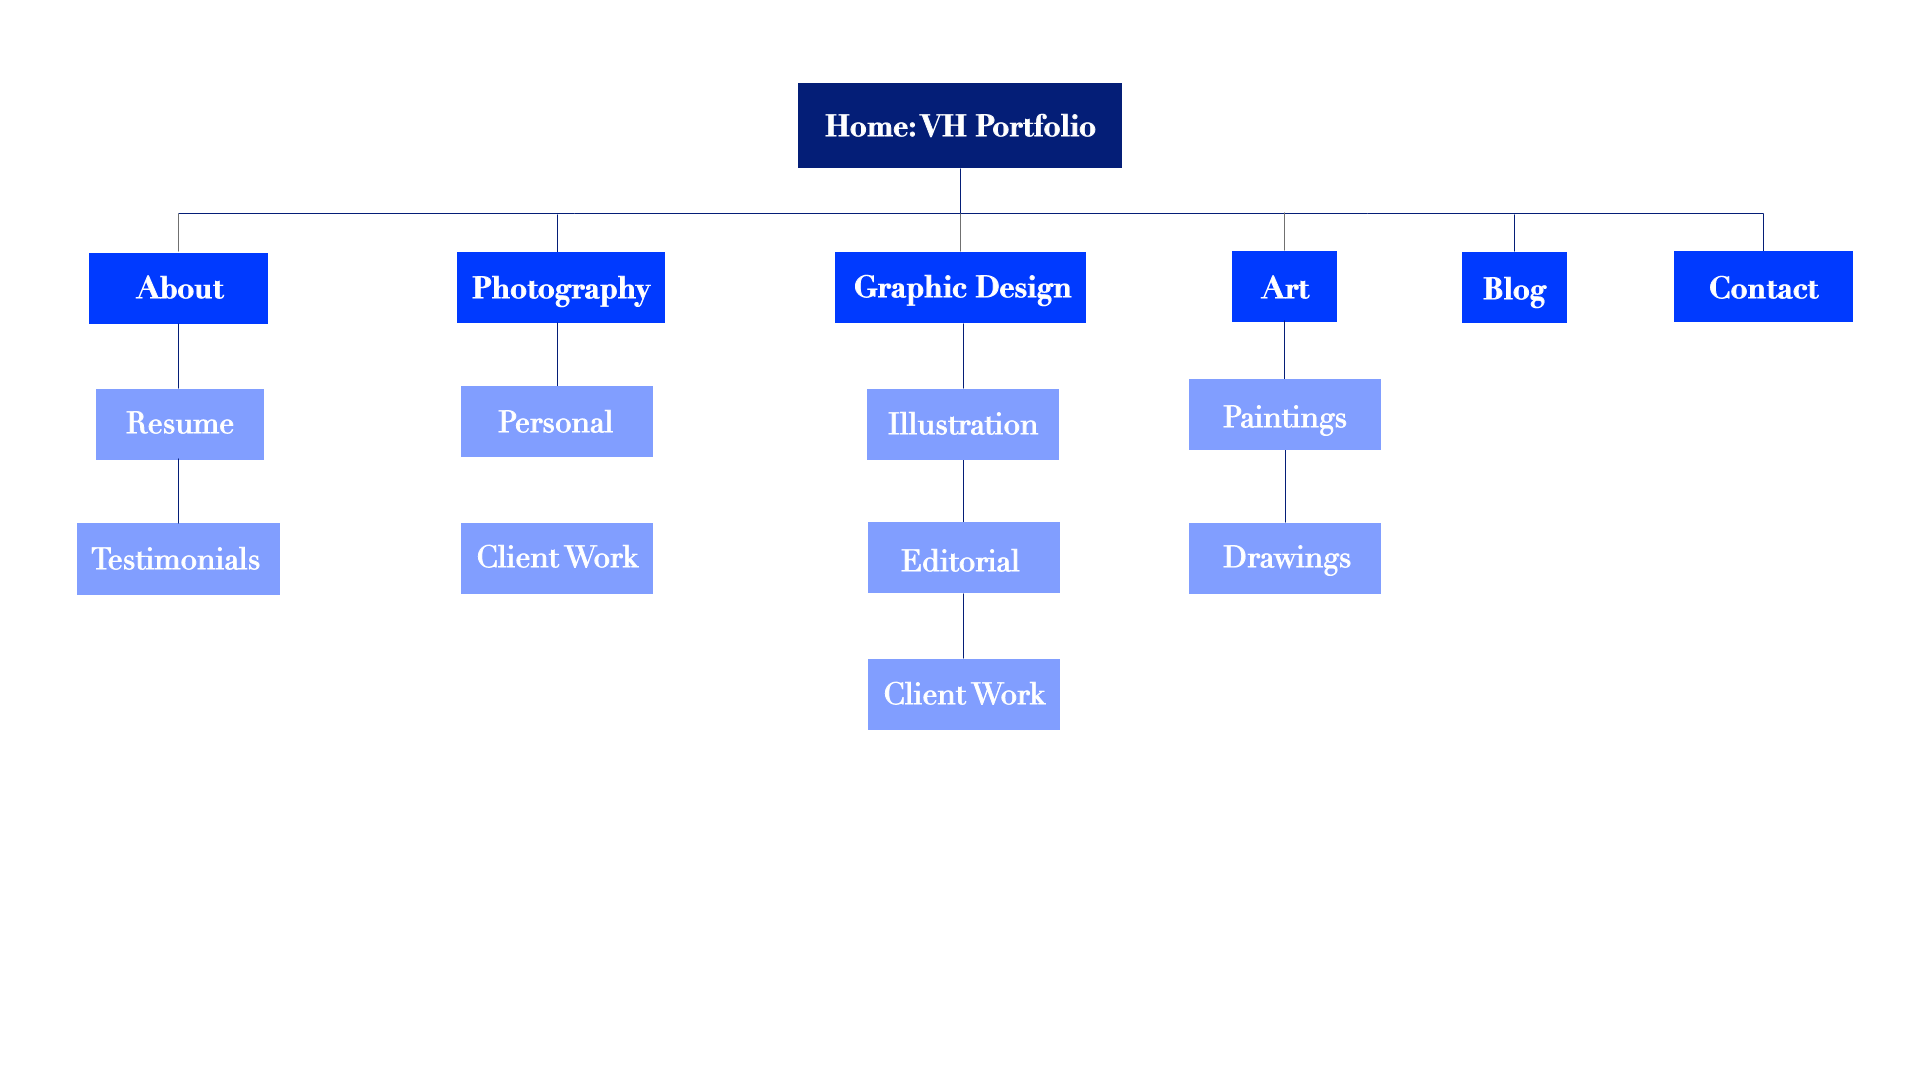 Home: VH Portfolio
About
Photography
Graphic Design
Art
Blog
Contact
Resume
Personal
Illustration
Paintings
Testimonials
Client Work
Editorial
Drawings
Client Work